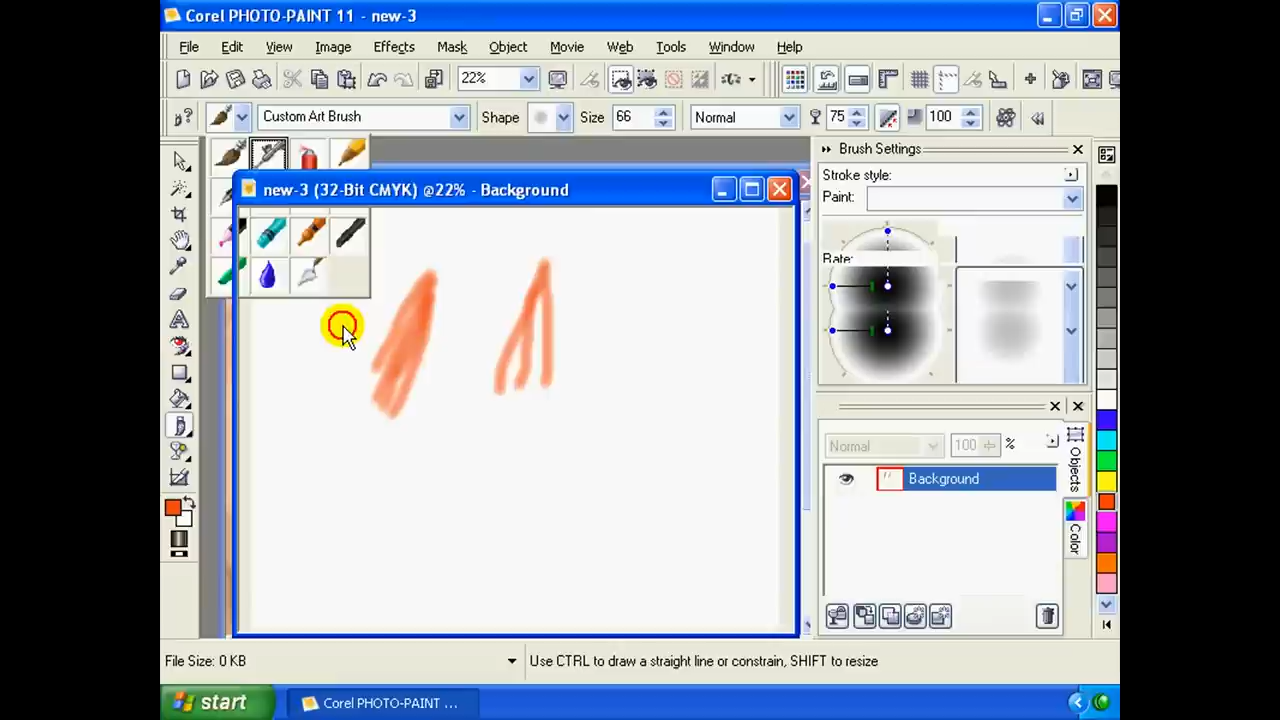 Corel PHOTO-PAINT 11 - new-3
File Edit View Image Effects Mask Object Movie Web Tools Window Help
22%
Custom Art Brush Shape Size 66 Normal 75 100
Brush Settings
Stroke style:
Paint:
Rate:
new-3 (32-Bit CMYK) @22% - Background
Normal 100 %
Background
Objects
Color
File Size: 0 KB Use CTRL to draw a straight line or constrain, SHIFT to resize
start Corel PHOTO-PAINT ...